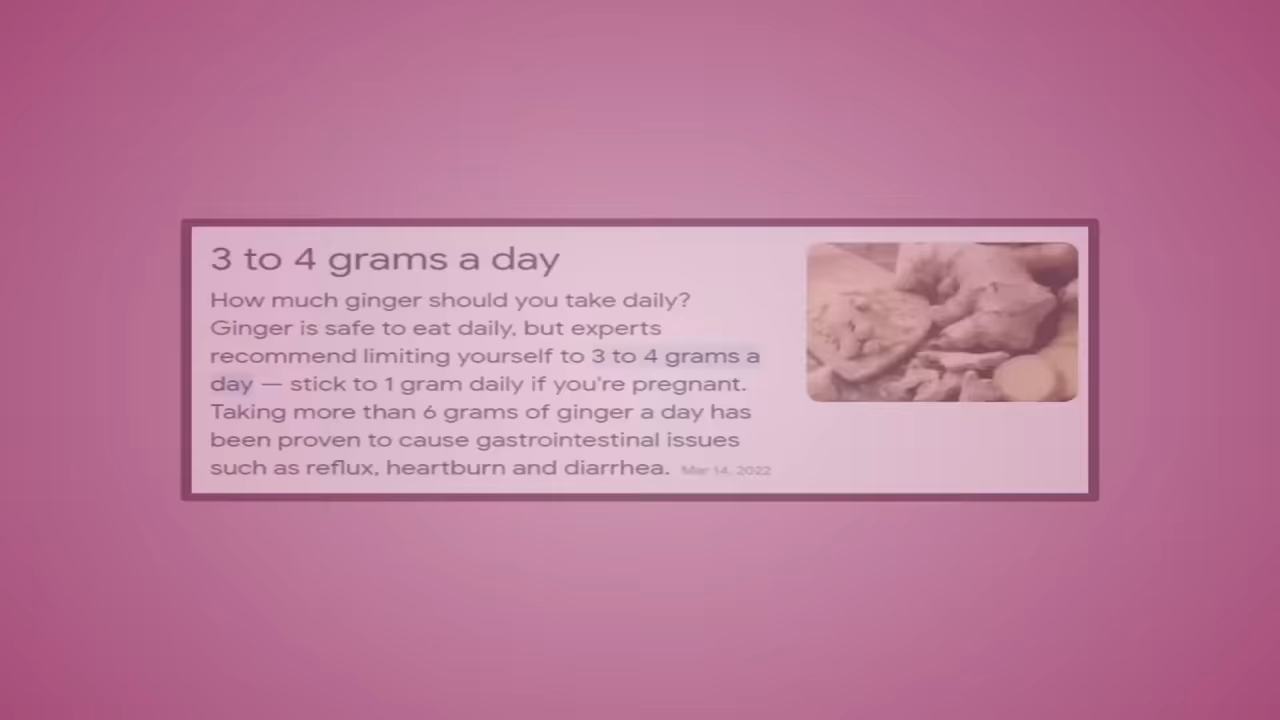 3 to 4 grams a day
How much ginger should you take daily?
Ginger is safe to eat daily, but experts
recommend limiting yourself to 3 to 4 grams a
day — stick to 1 gram daily if you're pregnant.
Taking more than 6 grams of ginger a day has
been proven to cause gastrointestinal issues
such as reflux, heartburn and diarrhea. Mar 14, 2022